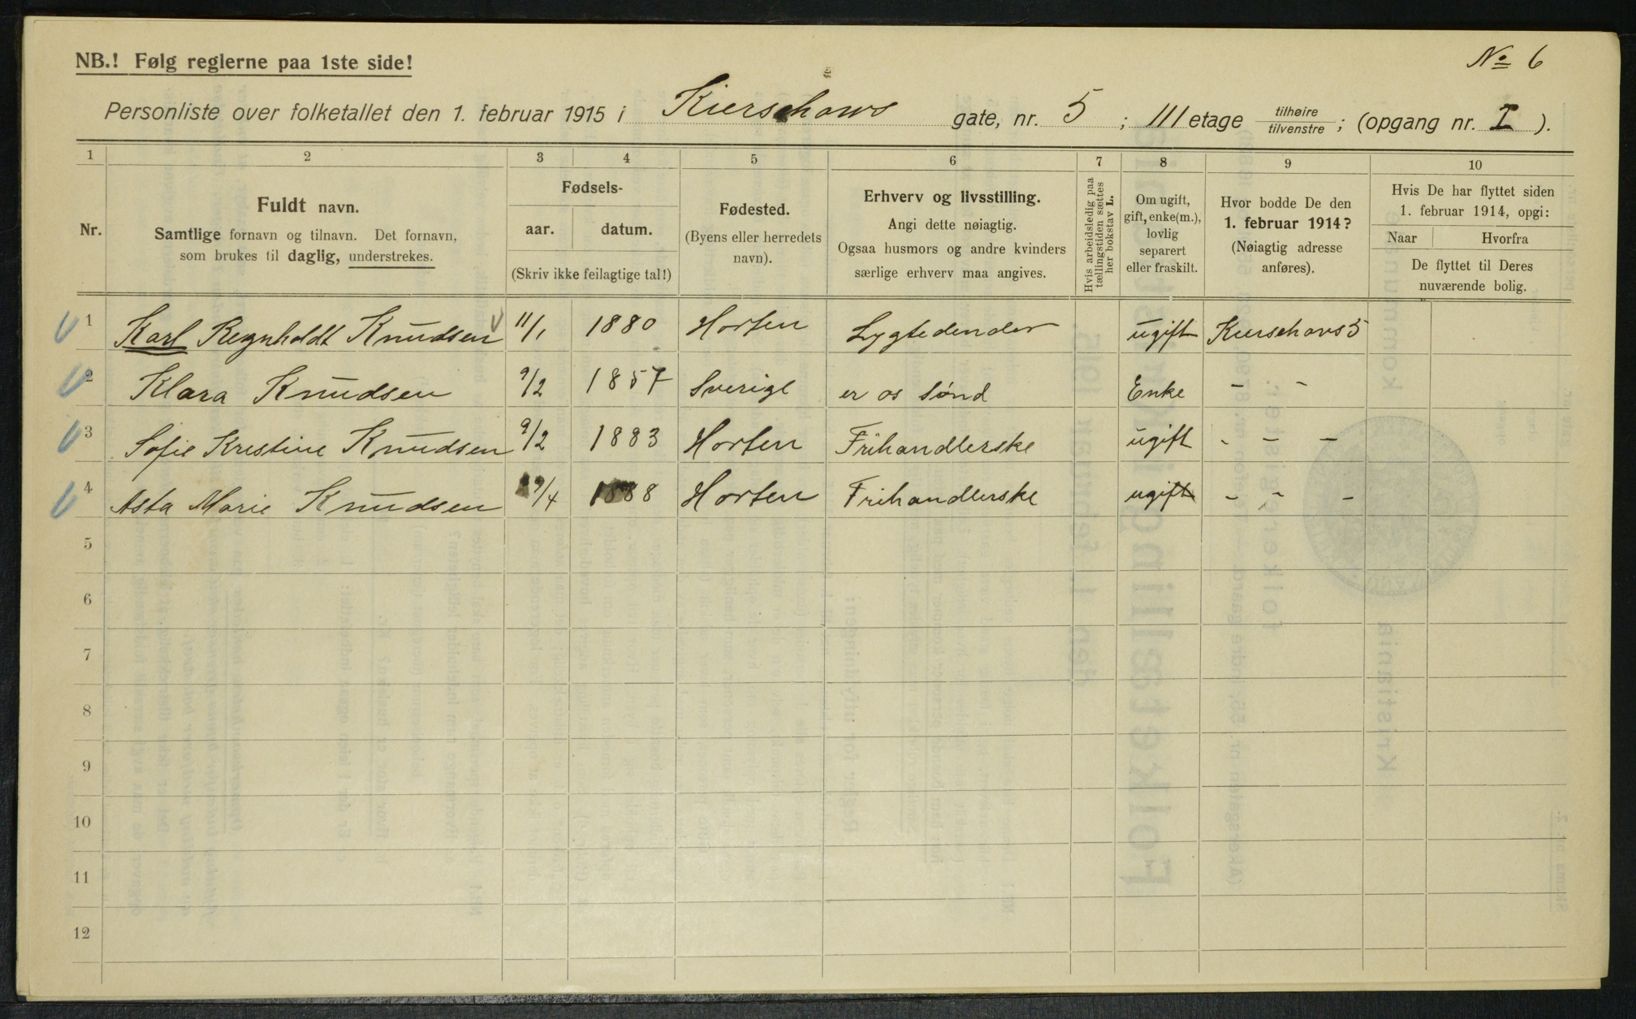 NB.! Følg reglerne paa 1ste side!
No 6
Personliste over folketallet den 1. februar 1915 i Kierschows gate, nr. 5 ; III etage tilhøire tilvenstre ; (opgang nr. I ).
1 2 3 4 5 6 7 8 9 10
Nr.
Fuldt navn.
Samtlige fornavn og tilnavn. Det fornavn,
som brukes til daglig, understrekes.
Fødsels-
aar. datum.
(Skriv ikke feilagtige tal!)
Fødested.
(Byens eller herredets
navn).
Erhverv og livsstilling.
Angi dette nøiagtig.
Ogsaa husmors og andre kvinders
særlige erhverv maa angives.
Hvis arbeidsledig paa
tællingstiden sættes
her bokstav L.
Om ugift,
gift, enke(m.),
lovlig
separert
eller fraskilt.
Hvor bodde De den
1. februar 1914?
(Nøiagtig adresse
anføres).
Hvis De har flyttet siden
1. februar 1914, opgi:
Naar Hvorfra
De flyttet til Deres
nuværende bolig.
1 Karl Regnholdt Knudsen 11/1 1880 Horten Lygtetender ugift Kierschows 5
2 Klara Knudsen 9/2 1857 Sverige Enke - -
3 Sofie Kristine Knudsen 9/2 1883 Horten Frihandlerske ugift - - -
4 Asta Marie Knudsen 29/4 1888 Horten Frihandlerske ugift - - -
5
6
7
8
9
10
11
12